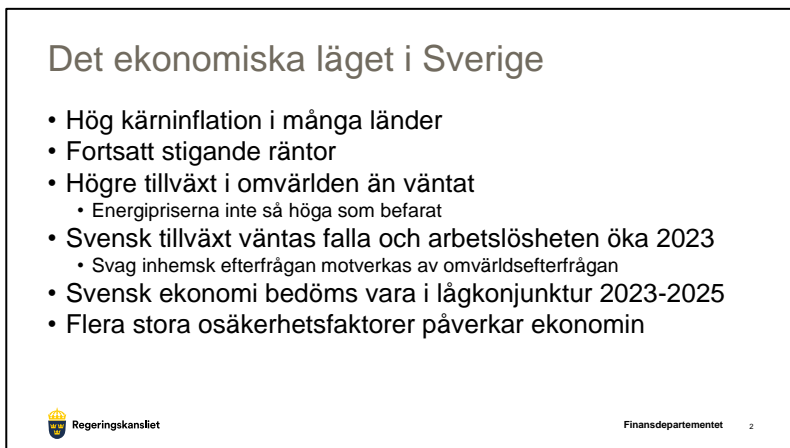 Det ekonomiska läget i Sverige
• Hög kärninflation i många länder
• Fortsatt stigande räntor
• Högre tillväxt i omvärlden än väntat
• Energipriserna inte så höga som befarat
• Svensk tillväxt väntas falla och arbetslösheten öka 2023
• Svag inhemsk efterfrågan motverkas av omvärldsefterfrågan
• Svensk ekonomi bedöms vara i lågkonjunktur 2023-2025
• Flera stora osäkerhetsfaktorer påverkar ekonomin
Regeringskansliet
Finansdepartementet 2